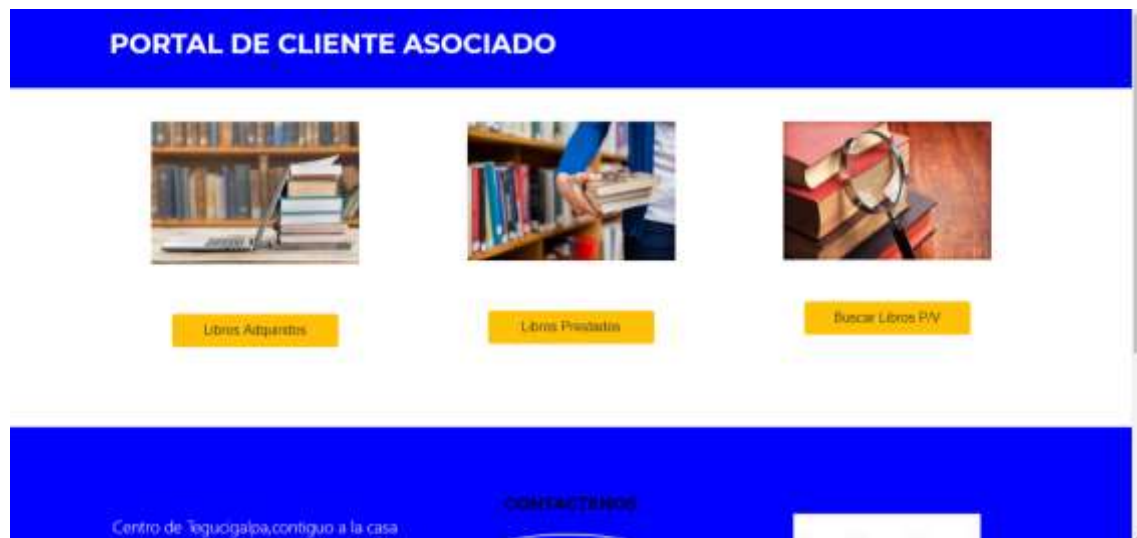 PORTAL DE CLIENTE ASOCIADO
Libros Adquiridos
Libros Prestados
Buscar Libros P/V
CONTACTENOS
Centro de Tegucigalpa,contiguo a la casa